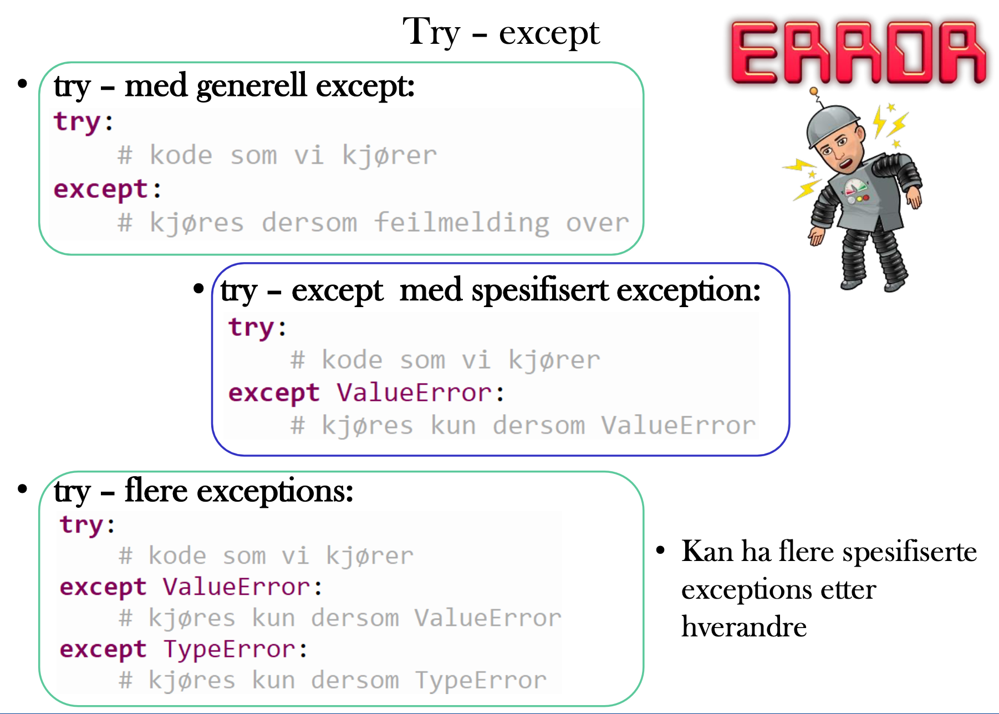 Try – except
ERROR
• try – med generell except:
try:
    # kode som vi kjører
except:
    # kjøres dersom feilmelding over
• try – except  med spesifisert exception:
try:
    # kode som vi kjører
except ValueError:
    # kjøres kun dersom ValueError
• try – flere exceptions:
try:
    # kode som vi kjører
except ValueError:
    # kjøres kun dersom ValueError
except TypeError:
    # kjøres kun dersom TypeError
• Kan ha flere spesifiserte
exceptions etter
hverandre